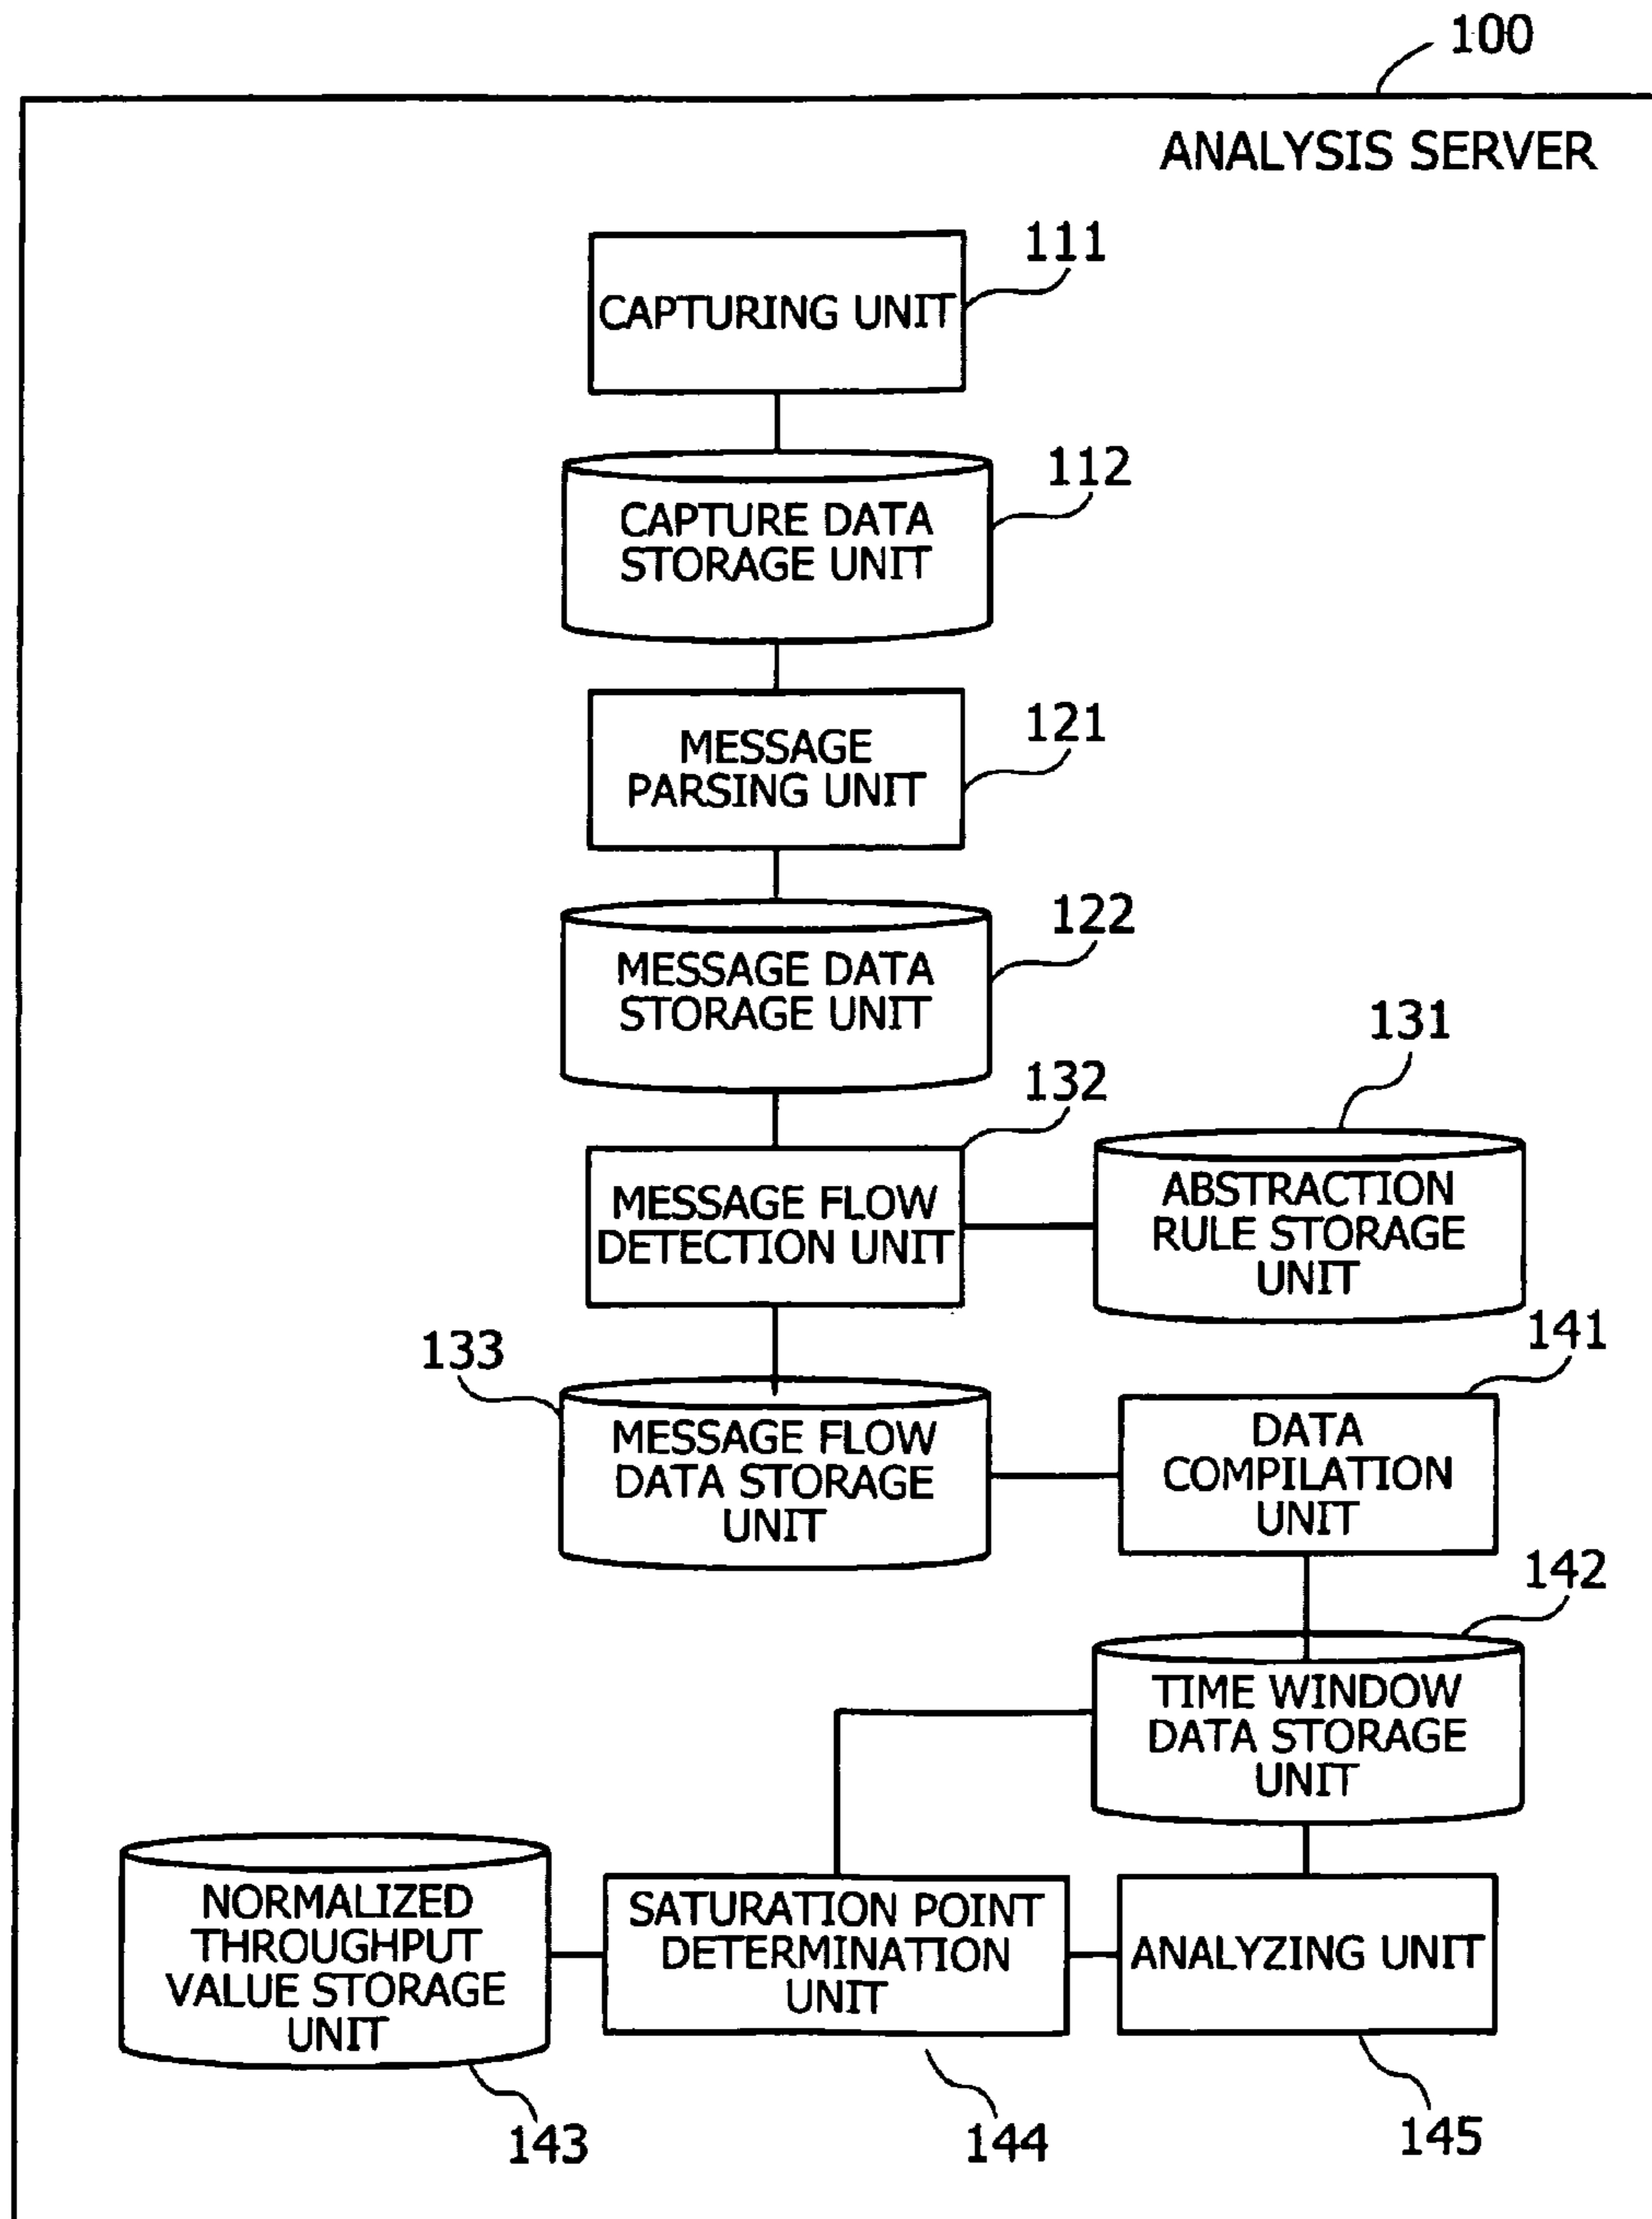 100
ANALYSIS SERVER
111
CAPTURING UNIT
112
CAPTURE DATA
STORAGE UNIT
121
MESSAGE
PARSING UNIT
122
MESSAGE DATA
STORAGE UNIT
131
132
MESSAGE FLOW
DETECTION UNIT
ABSTRACTION
RULE STORAGE
UNIT
141
133
MESSAGE FLOW
DATA STORAGE
UNIT
DATA
COMPILATION
UNIT
142
TIME WINDOW
DATA STORAGE
UNIT
NORMALIZED
THROUGHPUT
VALUE STORAGE
UNIT
SATURATION POINT
DETERMINATION
UNIT
ANALYZING UNIT
143
144
145